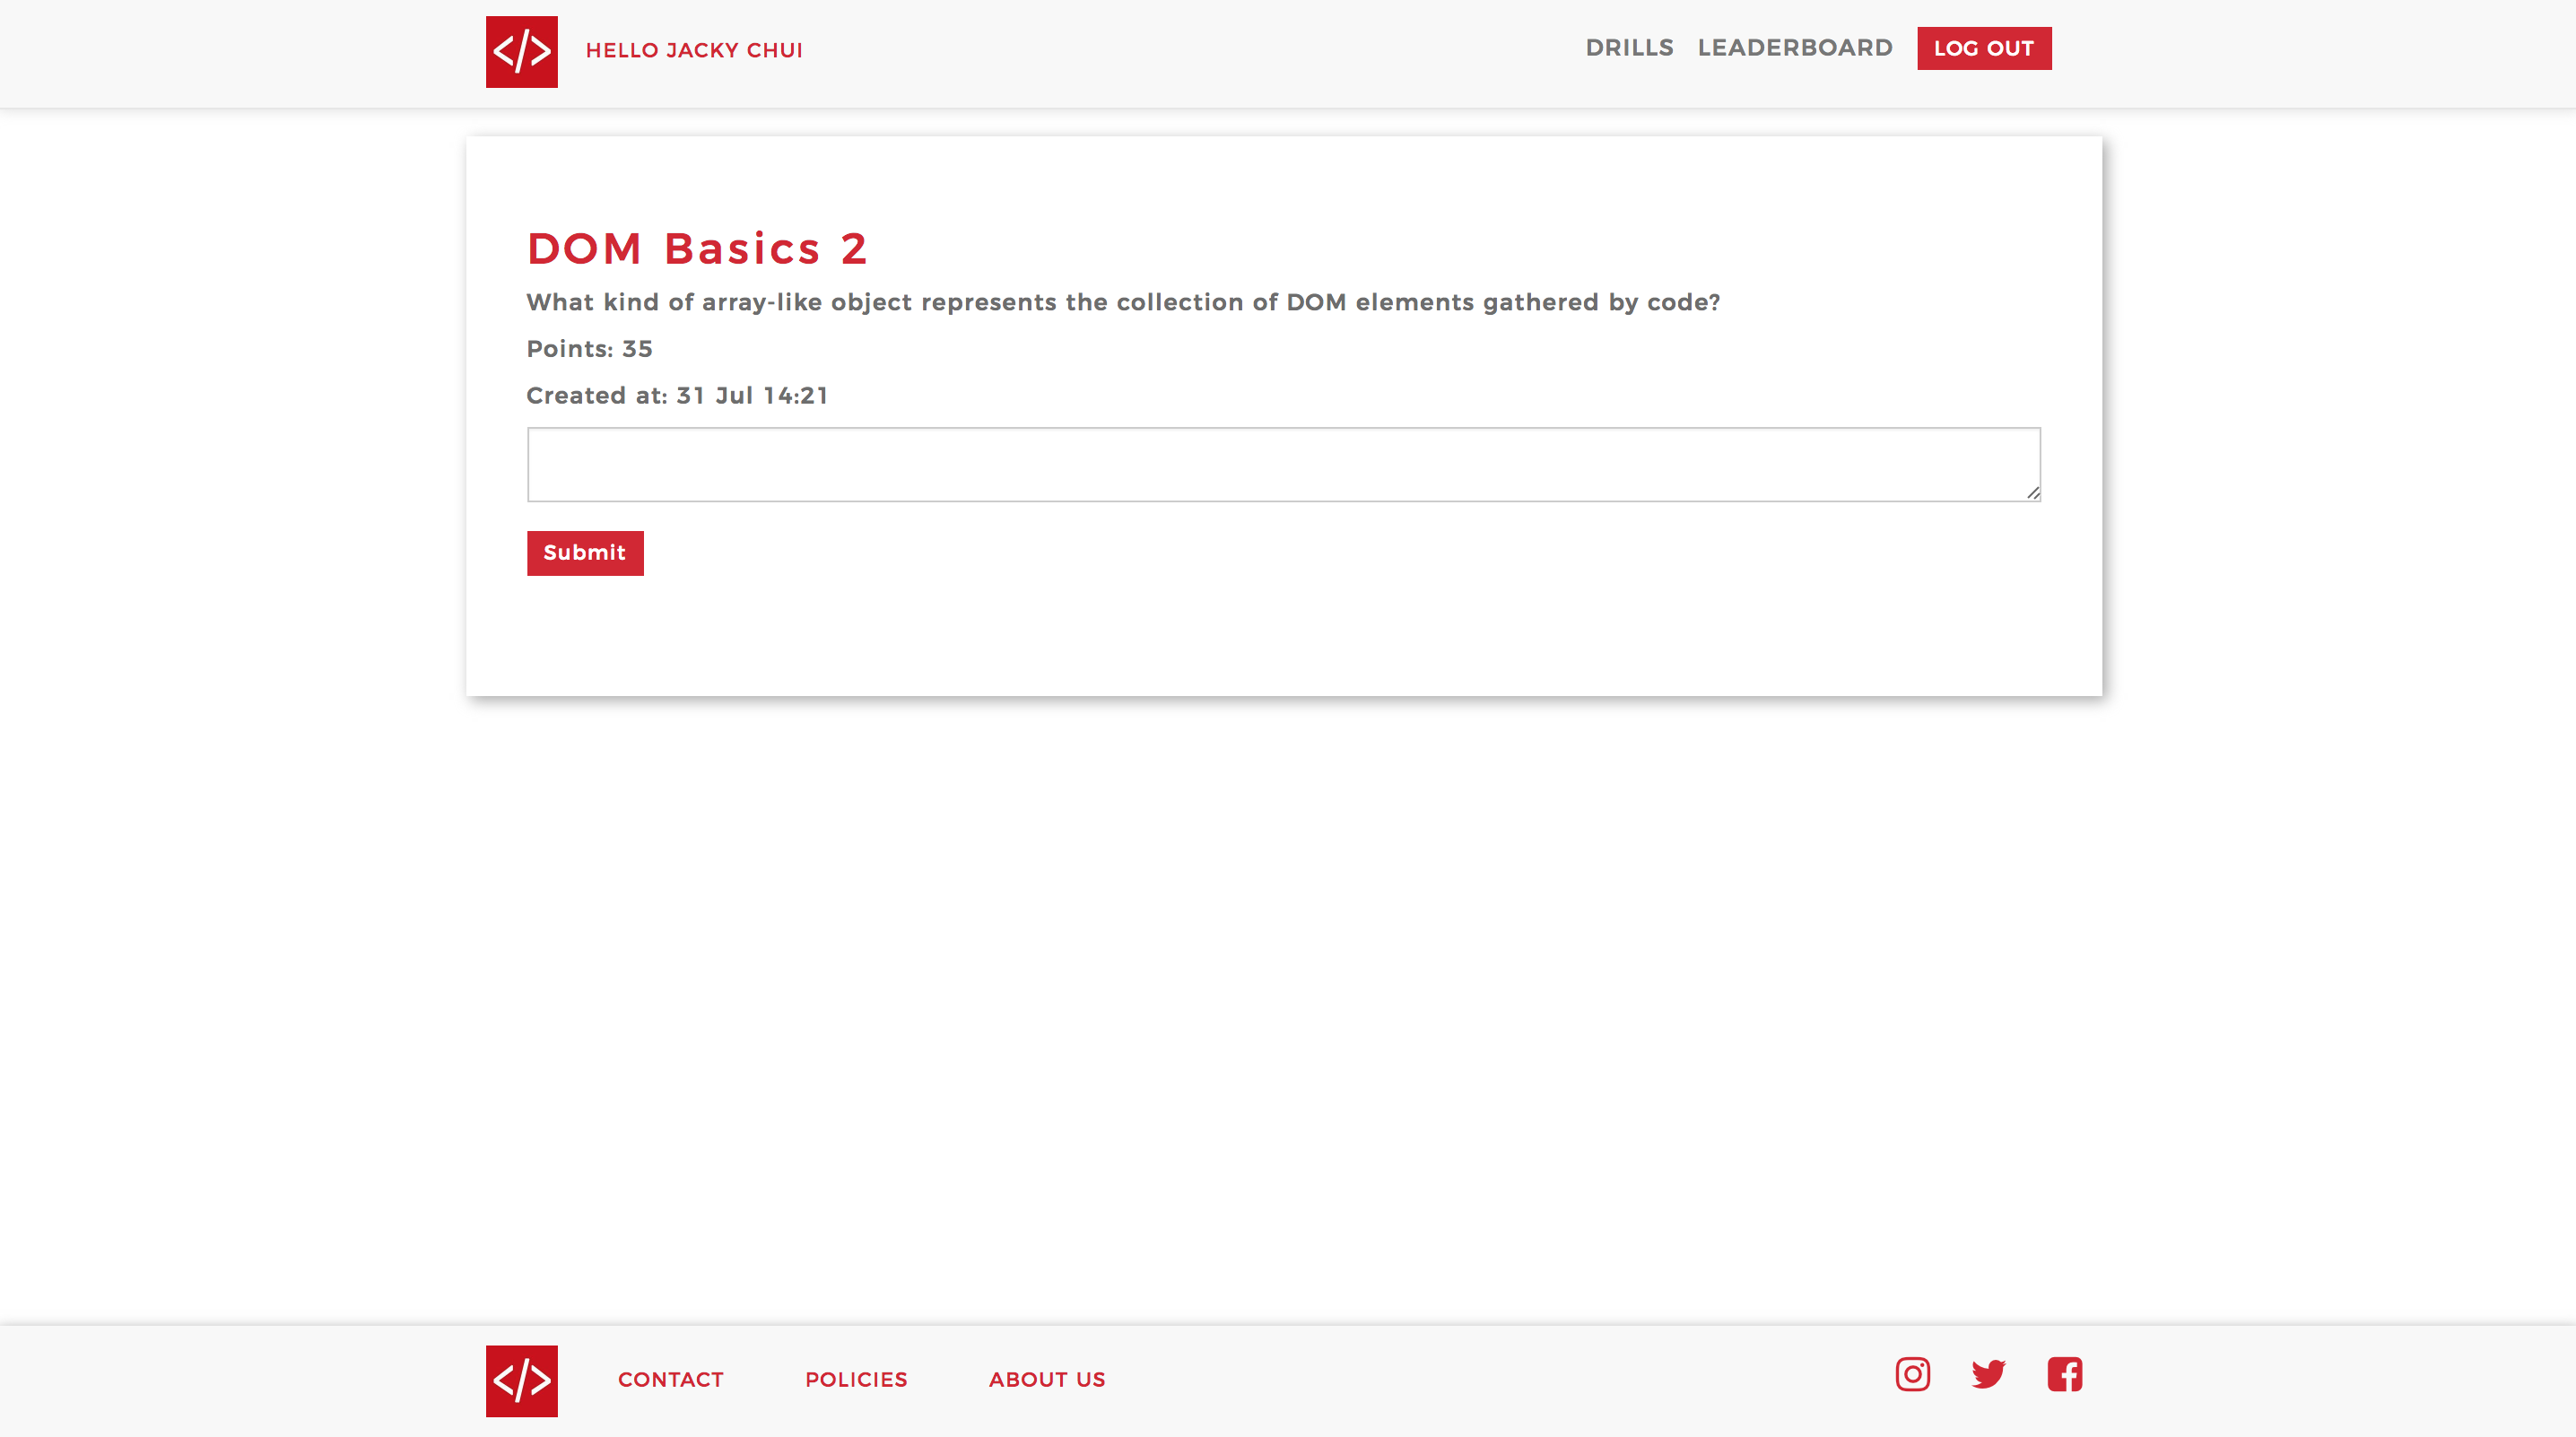 </> HELLO JACKY CHUI DRILLS LEADERBOARD LOG OUT
DOM Basics 2
What kind of array-like object represents the collection of DOM elements gathered by code?
Points: 35
Created at: 31 Jul 14:21
Submit
</> CONTACT POLICIES ABOUT US